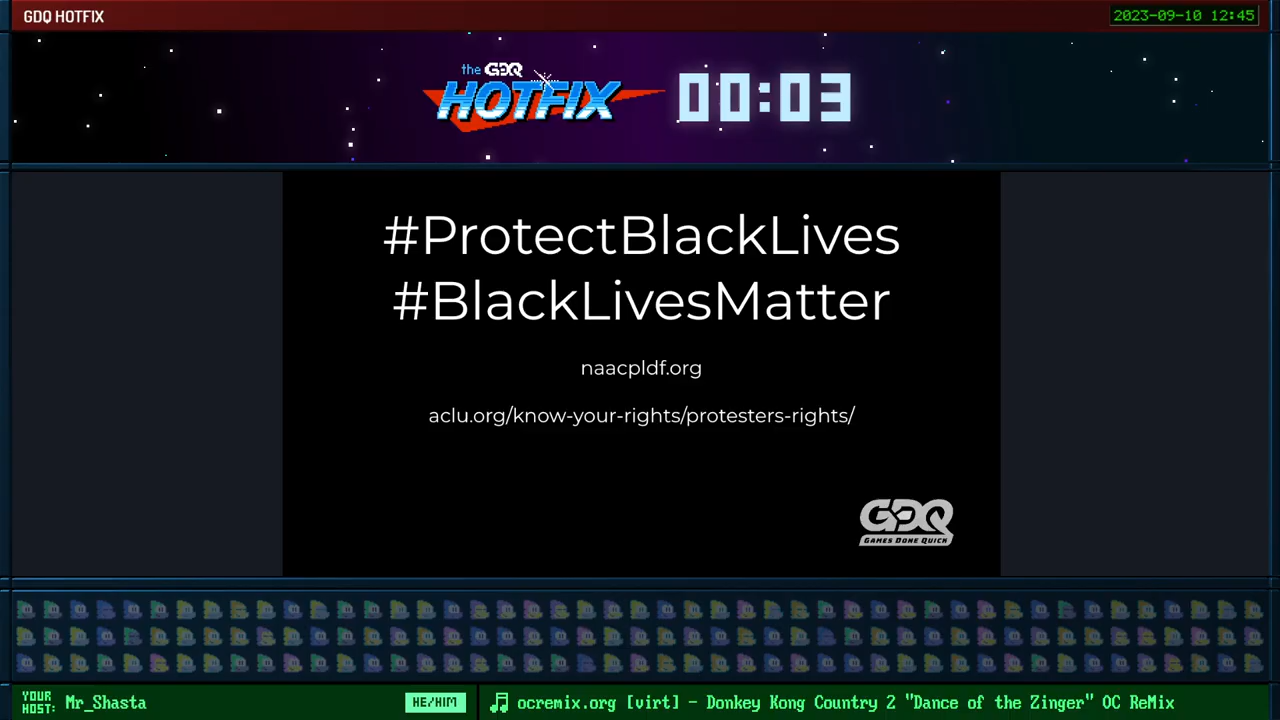 GDQ HOTFIX
2023-09-10 12:45
the GDQ
HOTFIX
00:03
#ProtectBlackLives
#BlackLivesMatter
naacpldf.org
aclu.org/know-your-rights/protesters-rights/
GDQ
GAMES DONE QUICK
YOUR
HOST:
Mr_Shasta
HE/HIM
ocremix.org [virt] - Donkey Kong Country 2 "Dance of the Zinger" OC ReMix